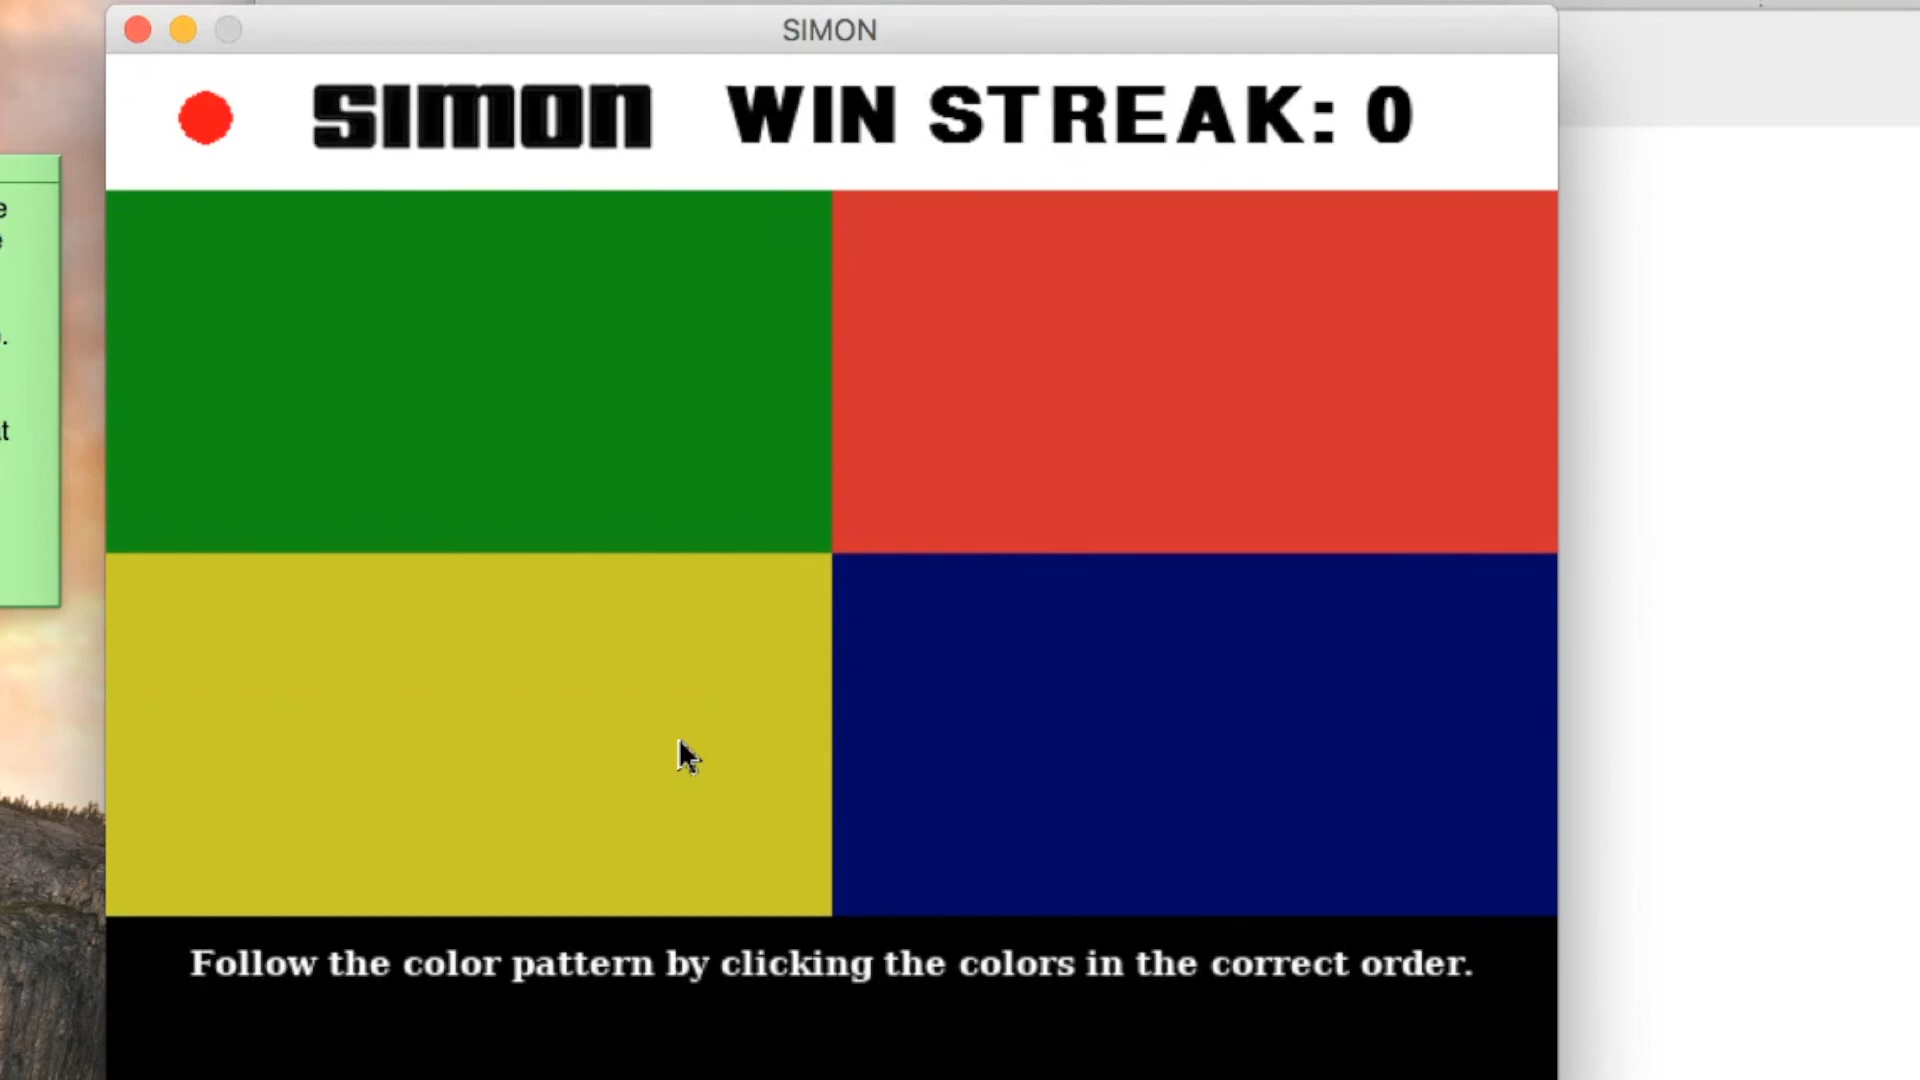 SIMON
SIMON WIN STREAK: 0
Follow the color pattern by clicking the colors in the correct order.